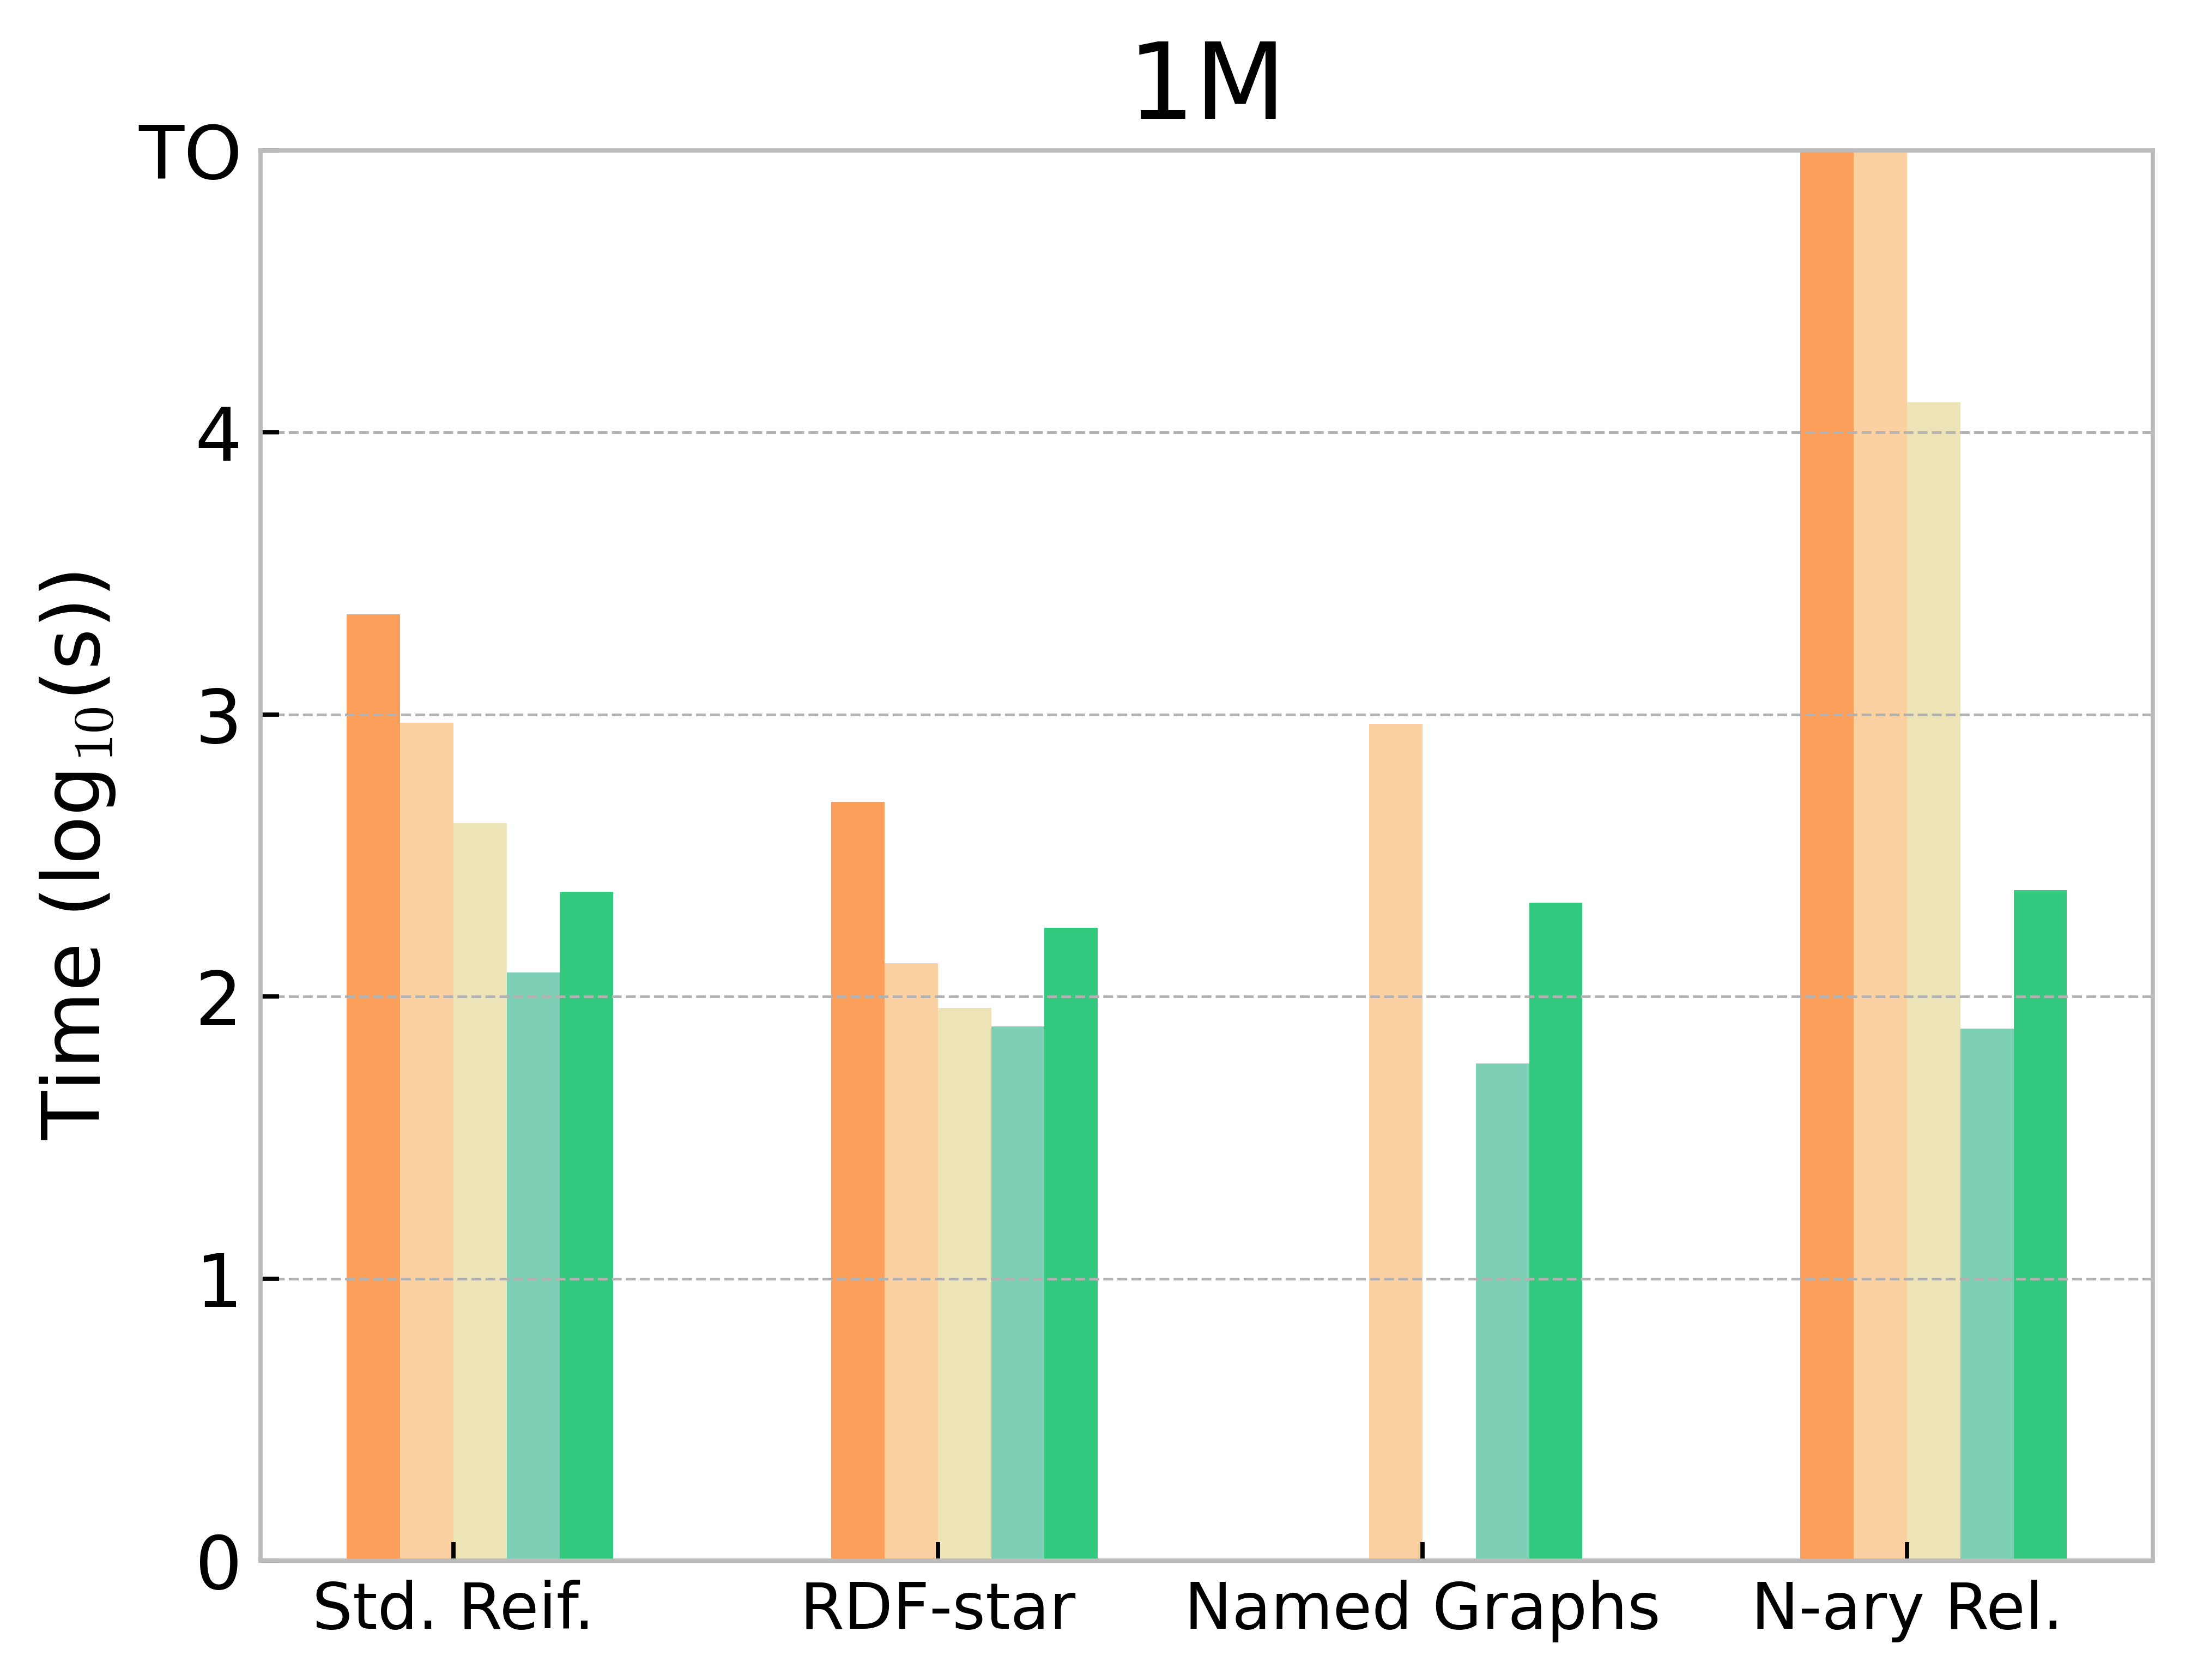 1M
TO
4
3
2
1
0
Time (log10(s))
Std. Reif.
RDF-star
Named Graphs
N-ary Rel.